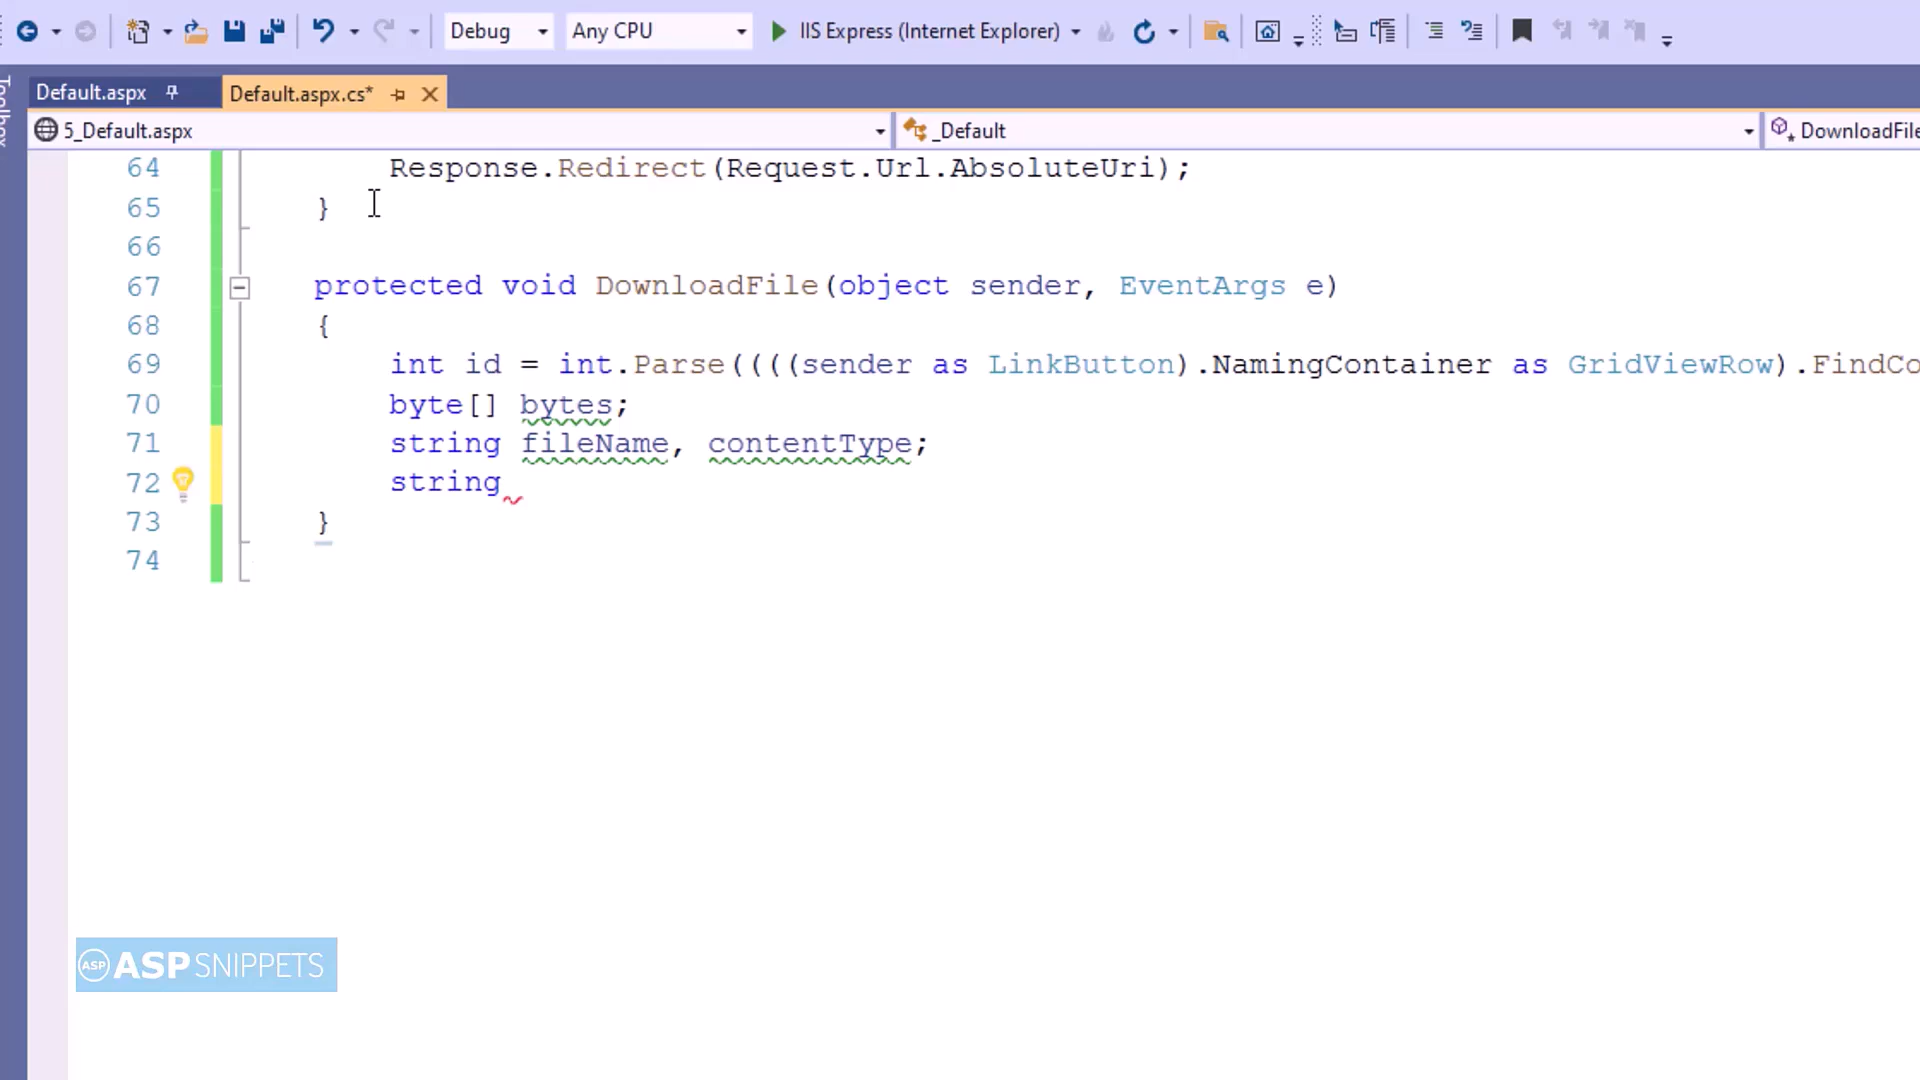 Debug Any CPU IIS Express (Internet Explorer)
Toolbox
Default.aspx Default.aspx.cs*
5_Default.aspx _Default DownloadFile
64 Response.Redirect(Request.Url.AbsoluteUri);
65 }
66
67 protected void DownloadFile(object sender, EventArgs e)
68 {
69 int id = int.Parse((((sender as LinkButton).NamingContainer as GridViewRow).FindCo
70 byte[] bytes;
71 string fileName, contentType;
72 string
73 }
74
ASP ASPSNIPPETS